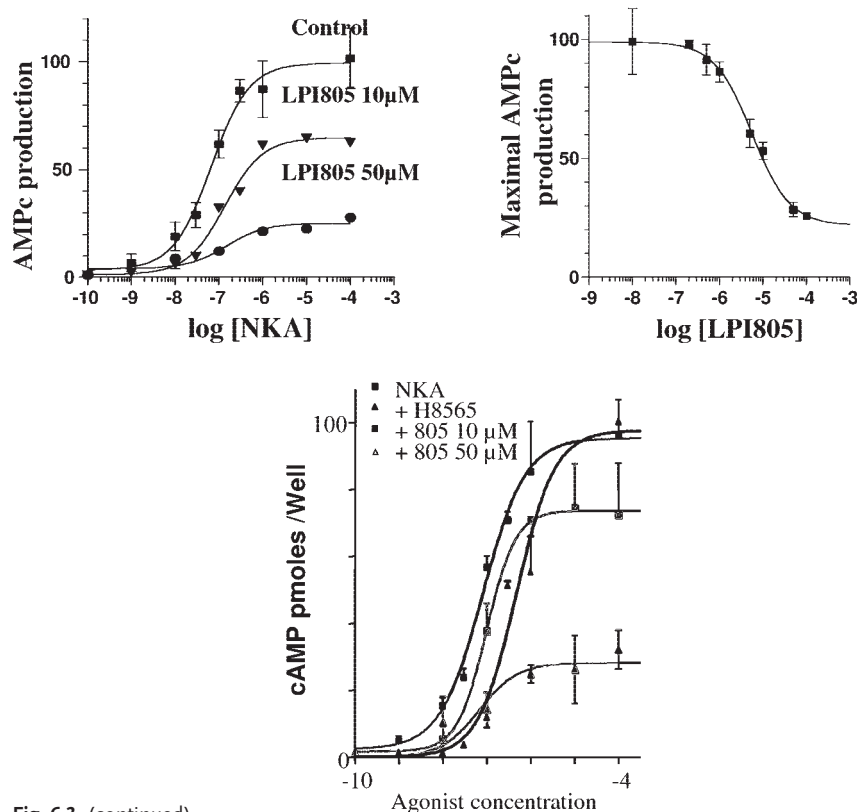 Control
LPI805 10µM
LPI805 50µM
AMPc production
100
50
0
-10 -9 -8 -7 -6 -5 -4 -3
log [NKA]
Maximal AMPc
production
100
50
0
-9 -8 -7 -6 -5 -4 -3
log [LPI805]
NKA
+ H8565
+ 805 10 µM
+ 805 50 µM
cAMP pmoles /Well
100
0
-10 -4
Agonist concentration
Fig. 6.3 (continued)